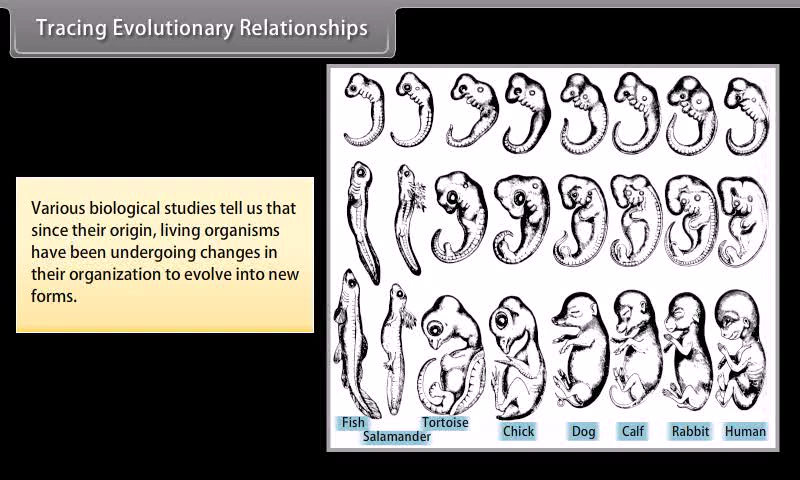 Tracing Evolutionary Relationships
Various biological studies tell us that
since their origin, living organisms
have been undergoing changes in
their organization to evolve into new
forms.
Fish
Salamander
Tortoise
Chick
Dog
Calf
Rabbit
Human